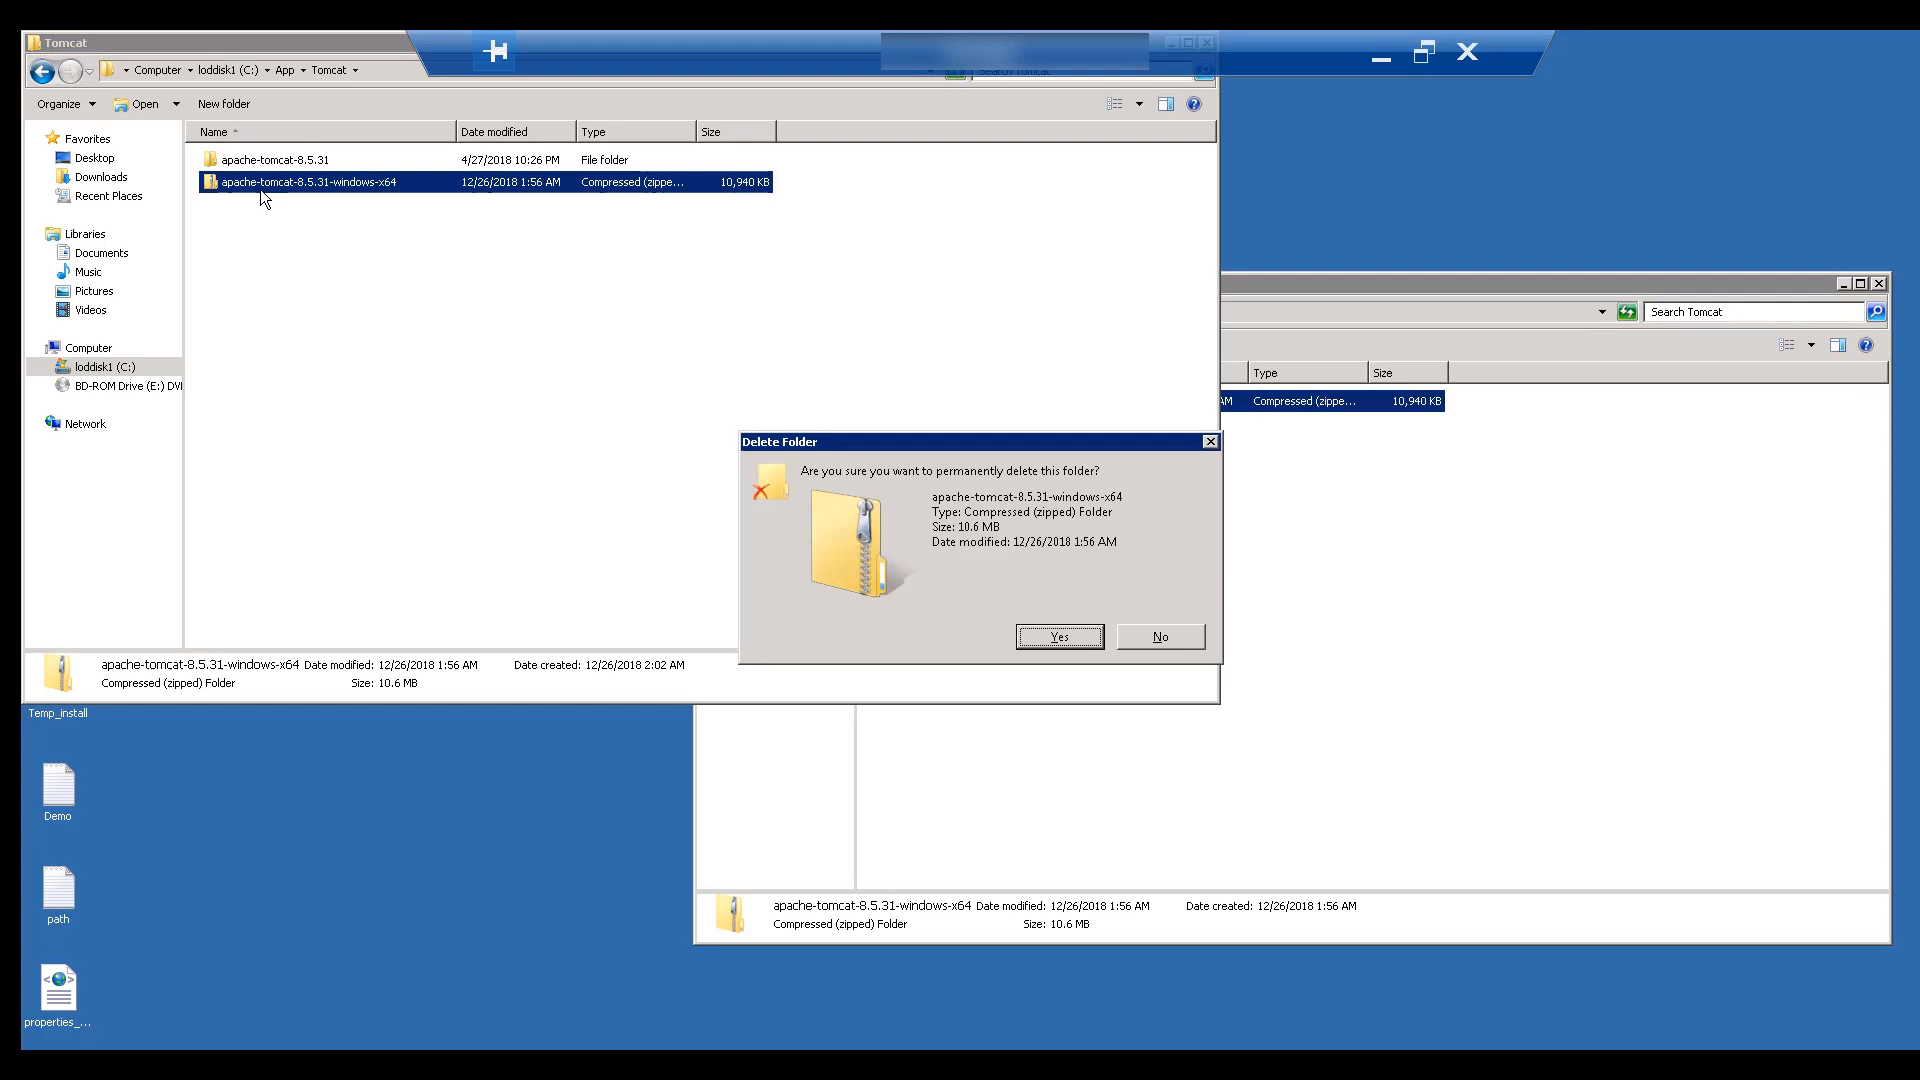 Tomcat
Computer loddisk1 (C:) App Tomcat
Search Tomcat
Organize Open New folder
Name Date modified Type Size
apache-tomcat-8.5.31 4/27/2018 10:26 PM File folder
apache-tomcat-8.5.31-windows-x64 12/26/2018 1:56 AM Compressed (zippe... 10,940 KB
Favorites
Desktop
Downloads
Recent Places
Libraries
Documents
Music
Pictures
Videos
Computer
loddisk1 (C:)
BD-ROM Drive (E:) DVI
Network
apache-tomcat-8.5.31-windows-x64 Date modified: 12/26/2018 1:56 AM Date created: 12/26/2018 2:02 AM
Compressed (zipped) Folder Size: 10.6 MB
Delete Folder
Are you sure you want to permanently delete this folder?
apache-tomcat-8.5.31-windows-x64
Type: Compressed (zipped) Folder
Size: 10.6 MB
Date modified: 12/26/2018 1:56 AM
Yes No
Search Tomcat
Type Size
AM Compressed (zippe... 10,940 KB
apache-tomcat-8.5.31-windows-x64 Date modified: 12/26/2018 1:56 AM Date created: 12/26/2018 1:56 AM
Compressed (zipped) Folder Size: 10.6 MB
Temp_install
Demo
path
properties_...